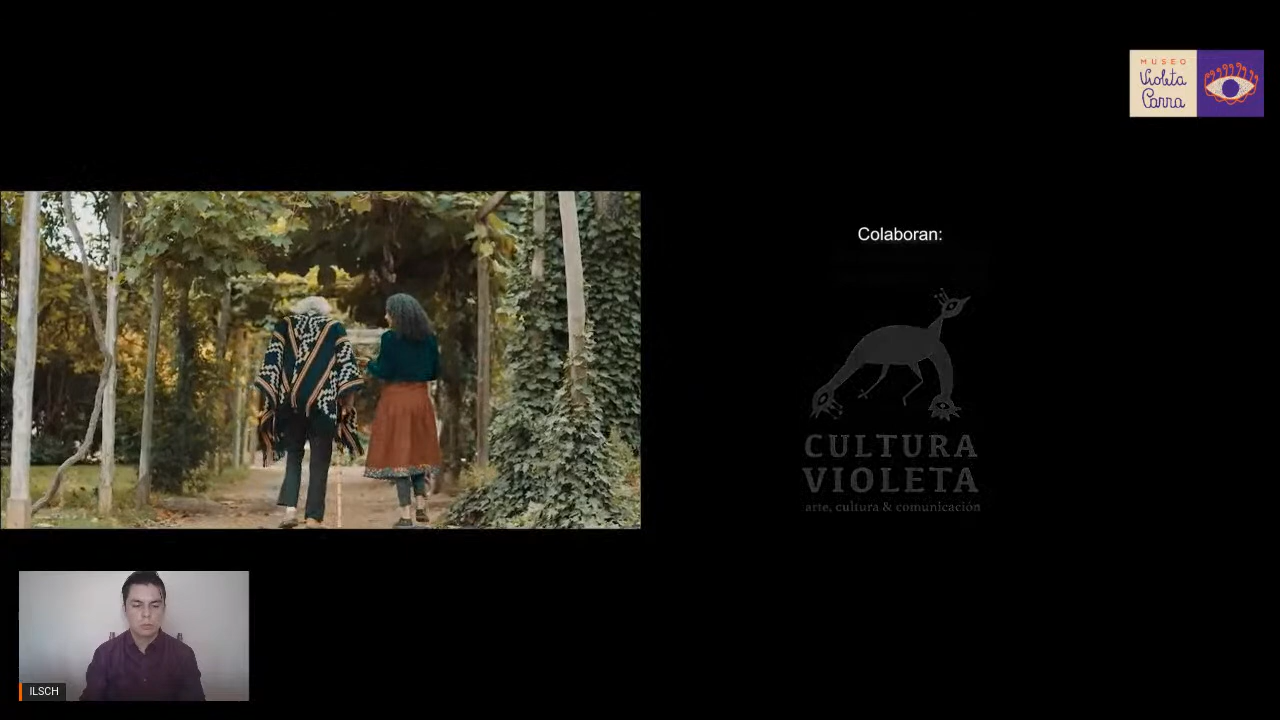 MUSEO
Violeta
Parra
Colaboran:
CULTURA
VIOLETA
arte, cultura & comunicación
ILSCH